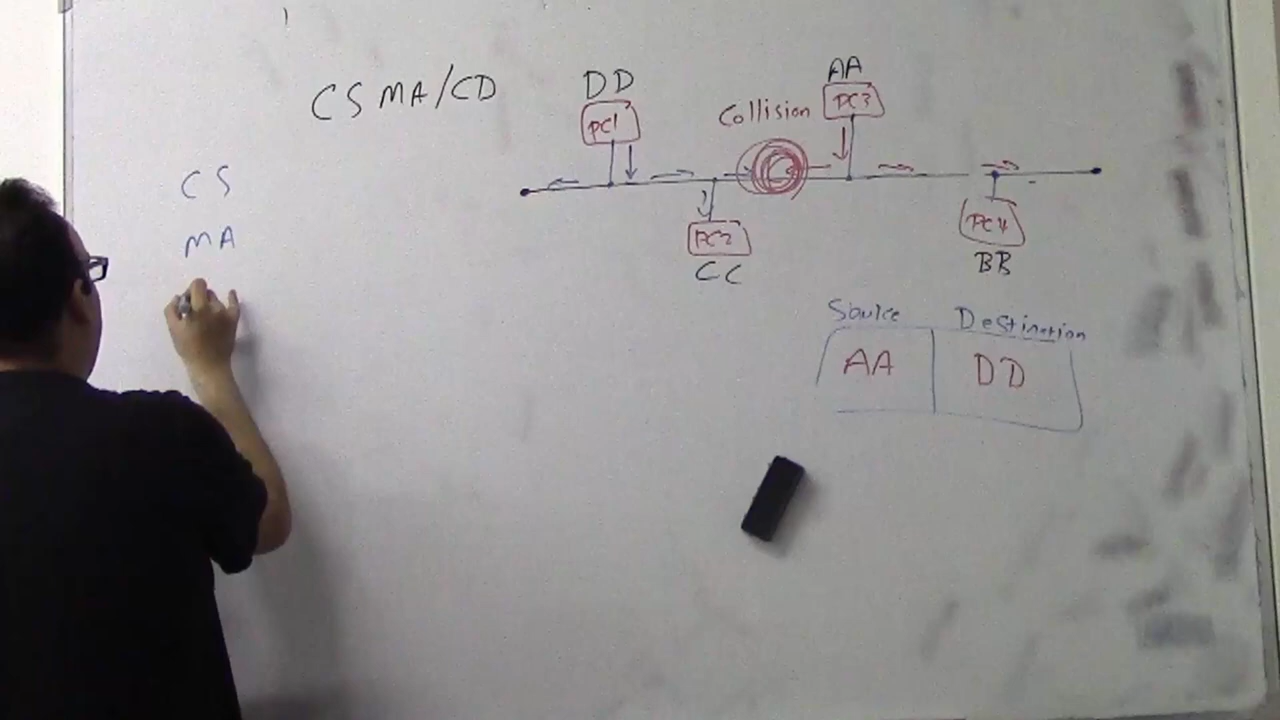 CSMA/CD
DD
PC1
Collision
AA
PC3
CS
MA
PC2
CC
PC4
BB
Source Destination
AA DD